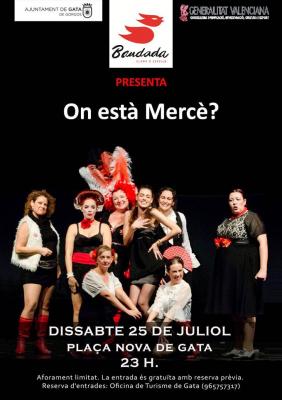 AJUNTAMENT DE GATA
DE GORGOS
GENERALITAT VALENCIANA
Bandada
PRESENTA
On està Mercè?
DISSABTE 25 DE JULIOL
PLAÇA NOVA DE GATA
23 H.
Aforament limitat. La entrada és gratuïta amb reserva prèvia.
Reserva d'entrades: Oficina de Turisme de Gata (965757317)